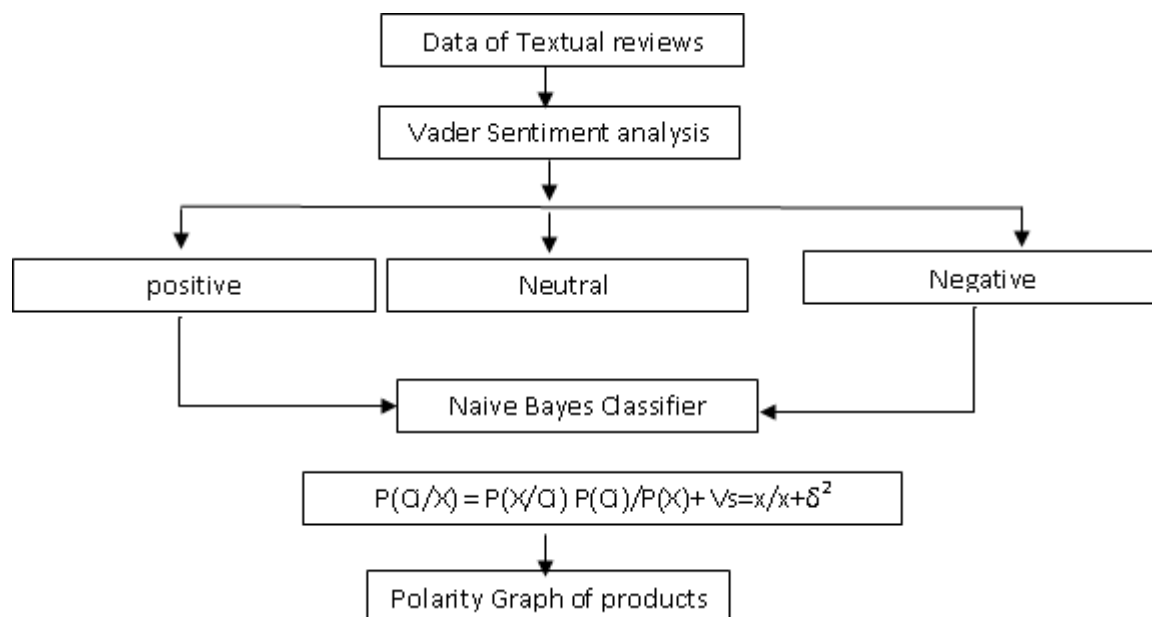 Data of Textual reviews
Vader Sentiment analysis
positive
Neutral
Negative
Naive Bayes Classifier
P(Ci/X) = P(X/Ci) P(Ci)/P(X)+ Vs=x/x+δ²
Polarity Graph of products